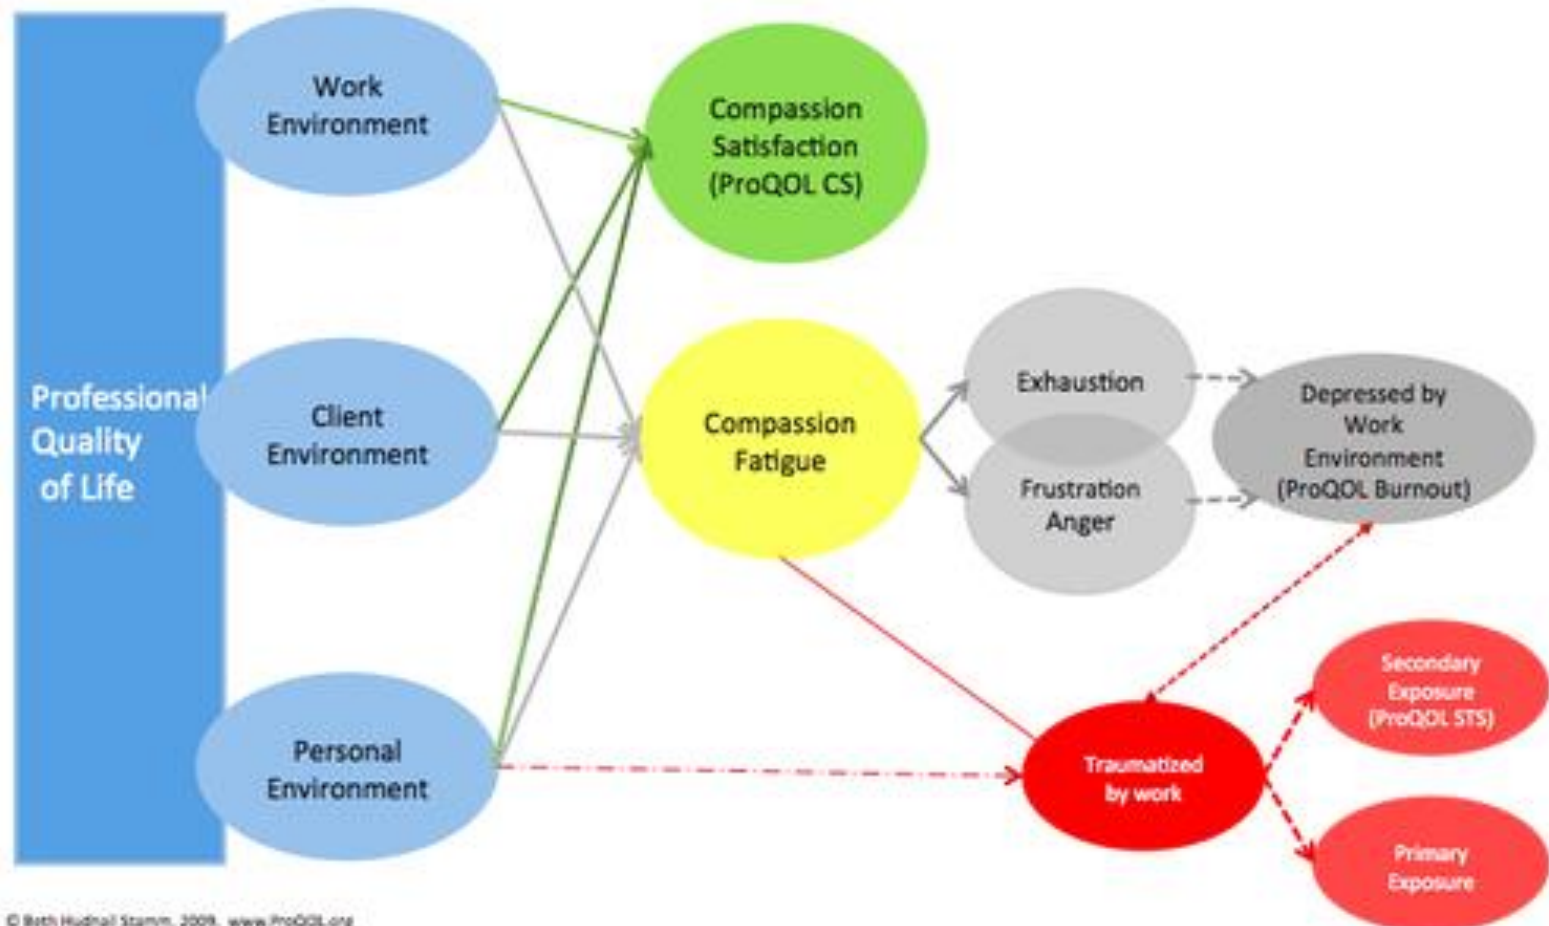 Professional
Quality
of Life
Work
Environment
Client
Environment
Personal
Environment
Compassion
Satisfaction
(ProQOL CS)
Compassion
Fatigue
Exhaustion
Frustration
Anger
Depressed by
Work
Environment
(ProQOL Burnout)
Traumatized
by work
Secondary
Exposure
(ProQOL STS)
Primary
Exposure
© Beth Hudnall Stamm, 2009. www.ProQOL.org